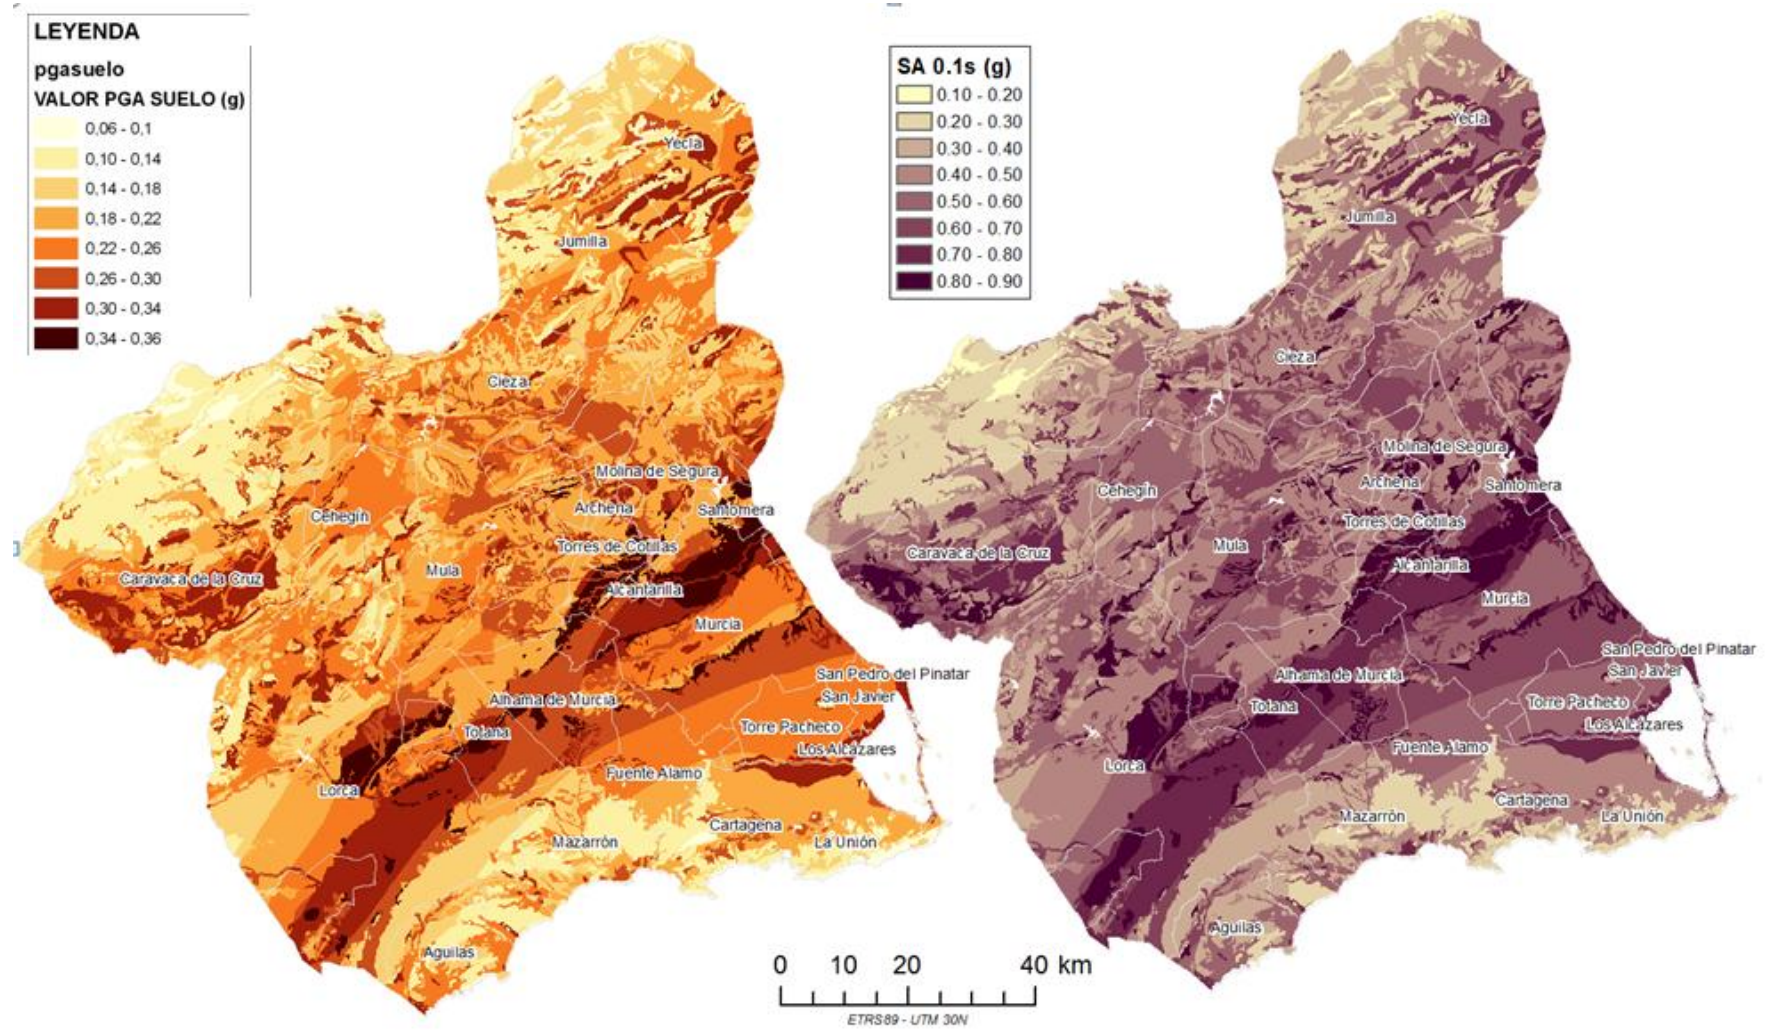 LEYENDA
pgasuelo
VALOR PGA SUELO (g)
0,06 - 0,1
0,10 - 0,14
0,14 - 0,18
0,18 - 0,22
0,22 - 0,26
0,26 - 0,30
0,30 - 0,34
0,34 - 0,36
Yecla
Jumilla
Cieza
Molina de Segura
Archena
Santomera
Cehegín
Torres de Cotillas
Mula
Caravaca de la Cruz
Alcantarilla
Murcia
San Pedro del Pinatar
San Javier
Alhama de Murcia
Torre Pacheco
Totana
Los Alcázares
Fuente Alamo
Lorca
Cartagena
Mazarrón
La Unión
Aguilas
SA 0.1s (g)
0.10 - 0.20
0.20 - 0.30
0.30 - 0.40
0.40 - 0.50
0.50 - 0.60
0.60 - 0.70
0.70 - 0.80
0.80 - 0.90
Yecla
Jumilla
Cieza
Molina de Segura
Archena
Santomera
Cehegín
Torres de Cotillas
Mula
Caravaca de la Cruz
Alcantarilla
Murcia
San Pedro del Pinatar
San Javier
Alhama de Murcia
Torre Pacheco
Totana
Los Alcázares
Fuente Alamo
Lorca
Cartagena
Mazarrón
La Unión
Aguilas
0 10 20 40 km
ETRS89 - UTM 30N